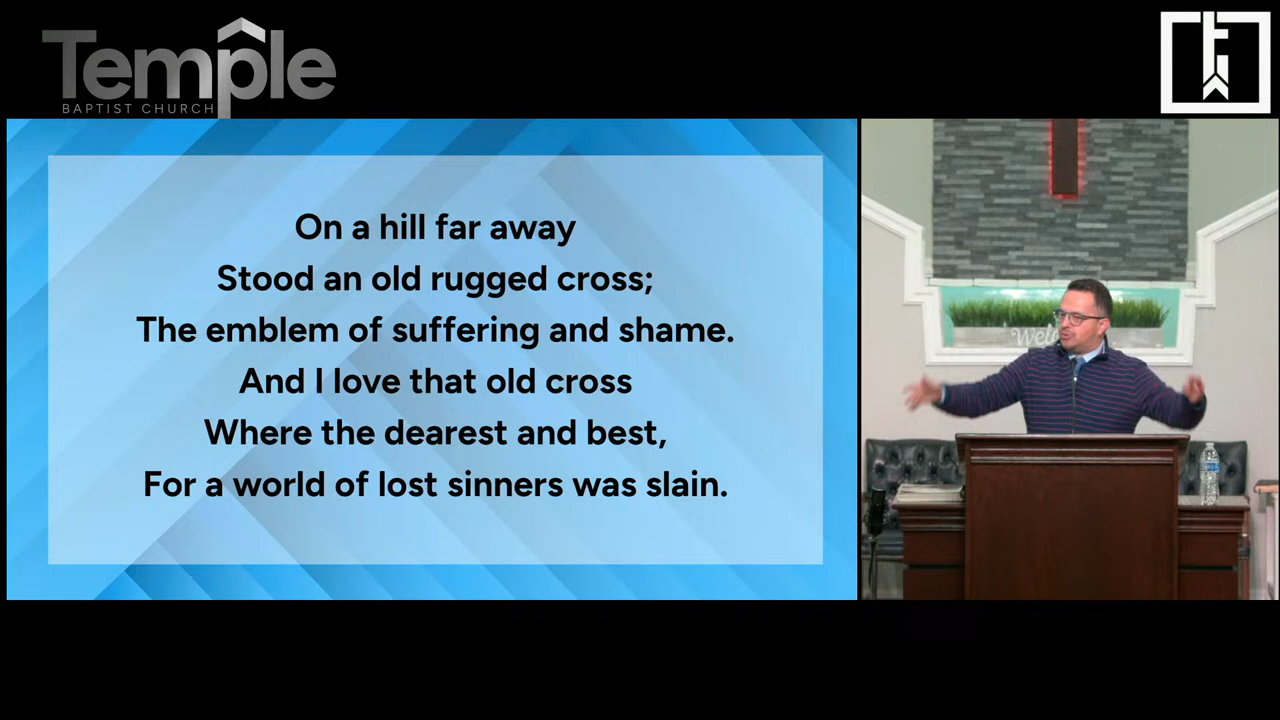 Temple
BAPTIST CHURCH
On a hill far away
Stood an old rugged cross;
The emblem of suffering and shame.
And I love that old cross
Where the dearest and best,
For a world of lost sinners was slain.
Welcome